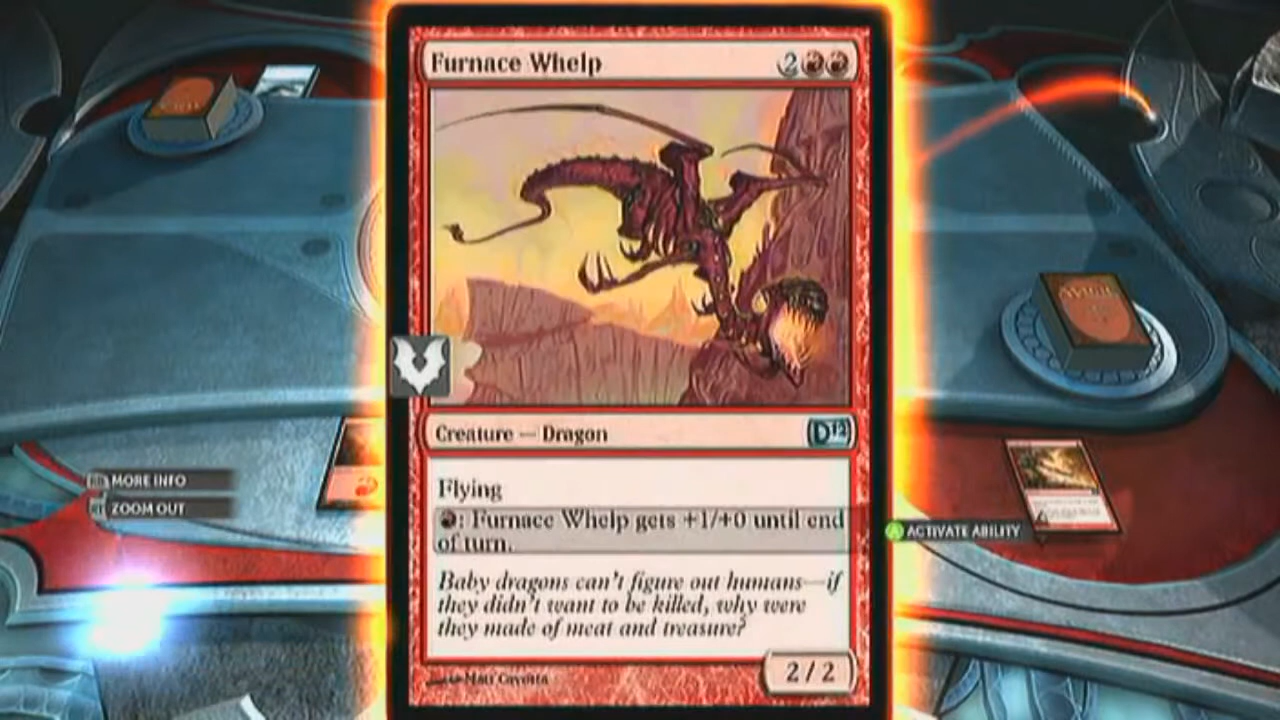 Furnace Whelp 2
Creature — Dragon
D12
Flying
: Furnace Whelp gets +1/+0 until end
of turn.
Baby dragons can't figure out humans—if
they didn't want to be killed, why were
they made of meat and treasure?
Matt Cavotta
2/2
MORE INFO
ZOOM OUT
A ACTIVATE ABILITY